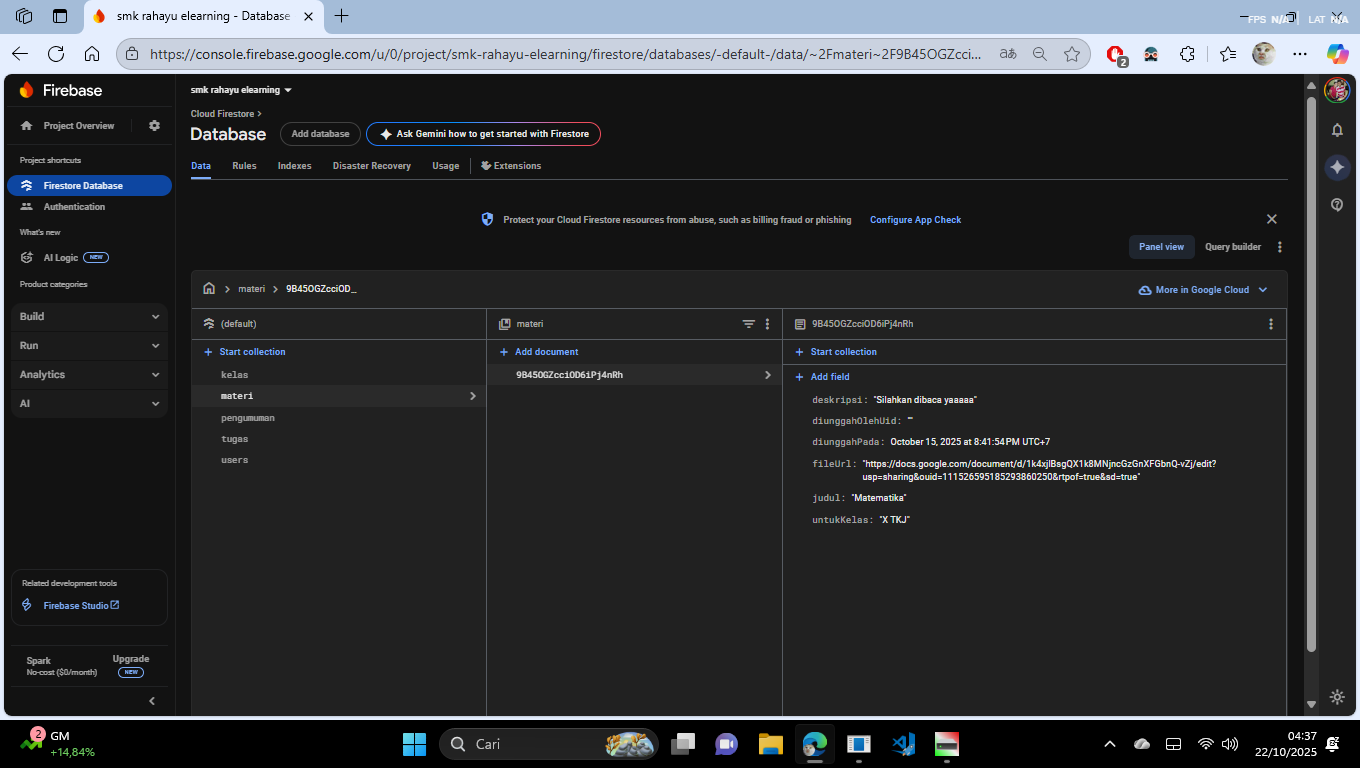 smk rahayu elearning - Database
FPS N/A LAT N/A
https://console.firebase.google.com/u/0/project/smk-rahayu-elearning/firestore/databases/-default-/data/~2Fmateri~2F9B45OGZcci...
2
Firebase
smk rahayu elearning
Project Overview
Cloud Firestore
Database
Add database
Ask Gemini how to get started with Firestore
Project shortcuts
Data Rules Indexes Disaster Recovery Usage Extensions
Firestore Database
Authentication
What's new
AI Logic NEW
Product categories
Build
Run
Analytics
AI
Related development tools
Firebase Studio
Spark
No-cost ($0/month)
Upgrade
NEW
Protect your Cloud Firestore resources from abuse, such as billing fraud or phishing Configure App Check
Panel view Query builder
materi 9B45OGZcciOD_
More in Google Cloud
(default)
Start collection
kelas
materi
pengumuman
tugas
users
materi
Add document
9B45OGZcciOD6iPj4nRh
9B45OGZcciOD6iPj4nRh
Start collection
Add field
deskripsi: "Silahkan dibaca yaaaaa"
diunggahOlehUid: ""
diunggahPada: October 15, 2025 at 8:41:54 PM UTC+7
fileUrl: "https://docs.google.com/document/d/1k4xjlBsgQX1k8MNjncGzGnXFGbnQ-vZj/edit?
usp=sharing&ouid=111526595185293860250&rtpof=true&sd=true"
judul: "Matematika"
untukKelas: "X TKJ"
2
GM
+14,84%
Cari
04:37
22/10/2025